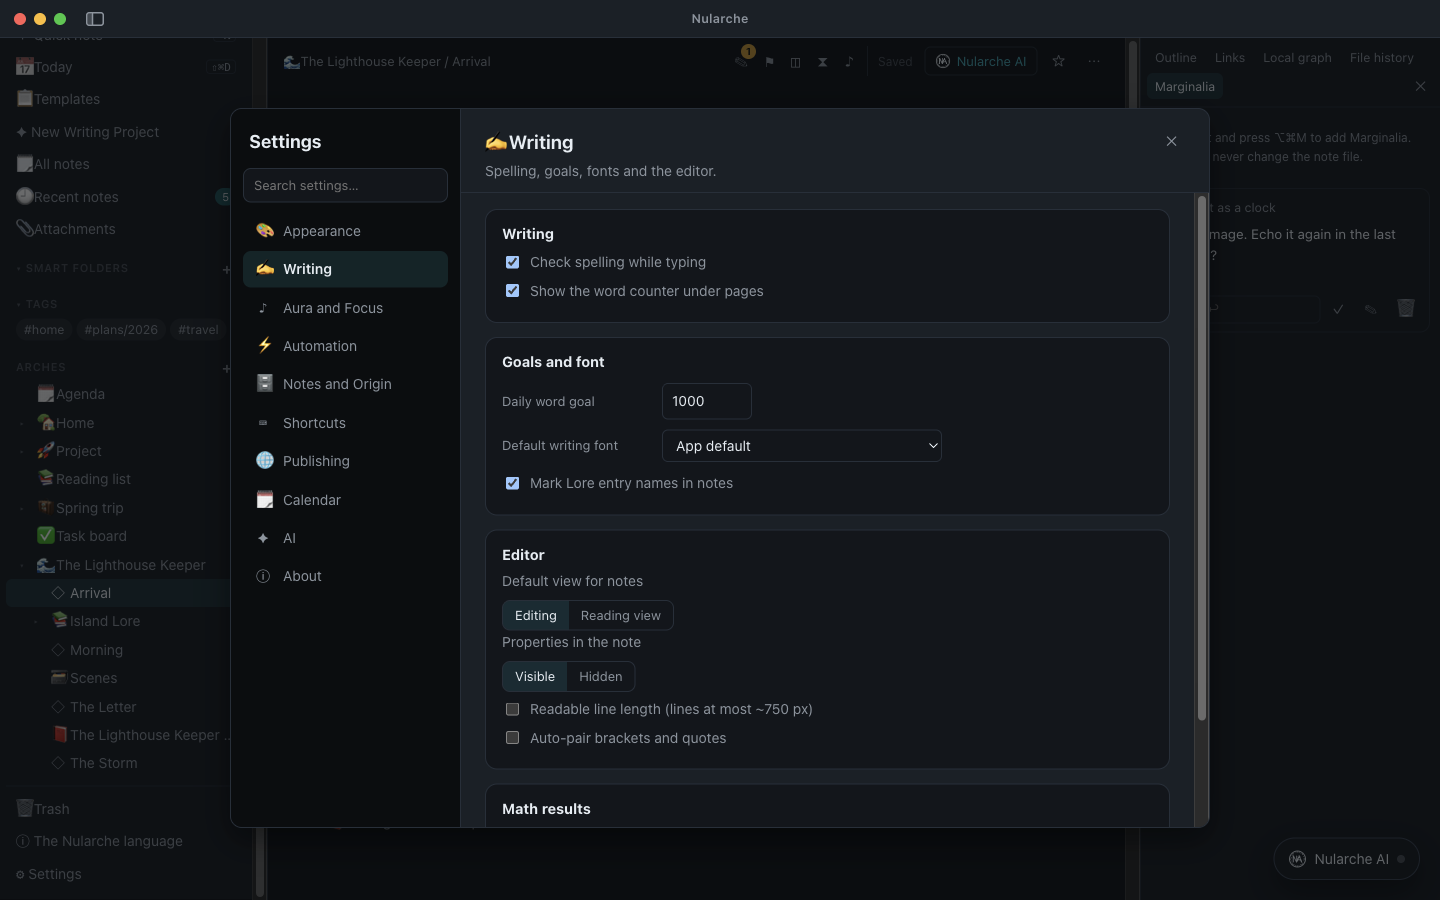 Nularche
Quick note
Today
⇧⌘D
Templates
New Writing Project
All notes
Recent notes
5
Attachments
SMART FOLDERS
TAGS
#home
#plans/2026
#travel
ARCHES
Agenda
Home
Project
Reading list
Spring trip
Task board
The Lighthouse Keeper
Arrival
Island Lore
Morning
Scenes
The Letter
The Lighthouse Keeper ..
The Storm
Trash
The Nularche language
Settings
The Lighthouse Keeper / Arrival
1
Saved
Nularche AI
Outline
Links
Local graph
File history
Marginalia
and press ⌥⌘M to add Marginalia.
never change the note file.
t as a clock
mage. Echo it again in the last
?
Settings
Search settings...
Appearance
Writing
Aura and Focus
Automation
Notes and Origin
Shortcuts
Publishing
Calendar
AI
About
Writing
Spelling, goals, fonts and the editor.
Writing
Check spelling while typing
Show the word counter under pages
Goals and font
Daily word goal
1000
Default writing font
App default
Mark Lore entry names in notes
Editor
Default view for notes
Editing
Reading view
Properties in the note
Visible
Hidden
Readable line length (lines at most ~750 px)
Auto-pair brackets and quotes
Math results
Nularche AI